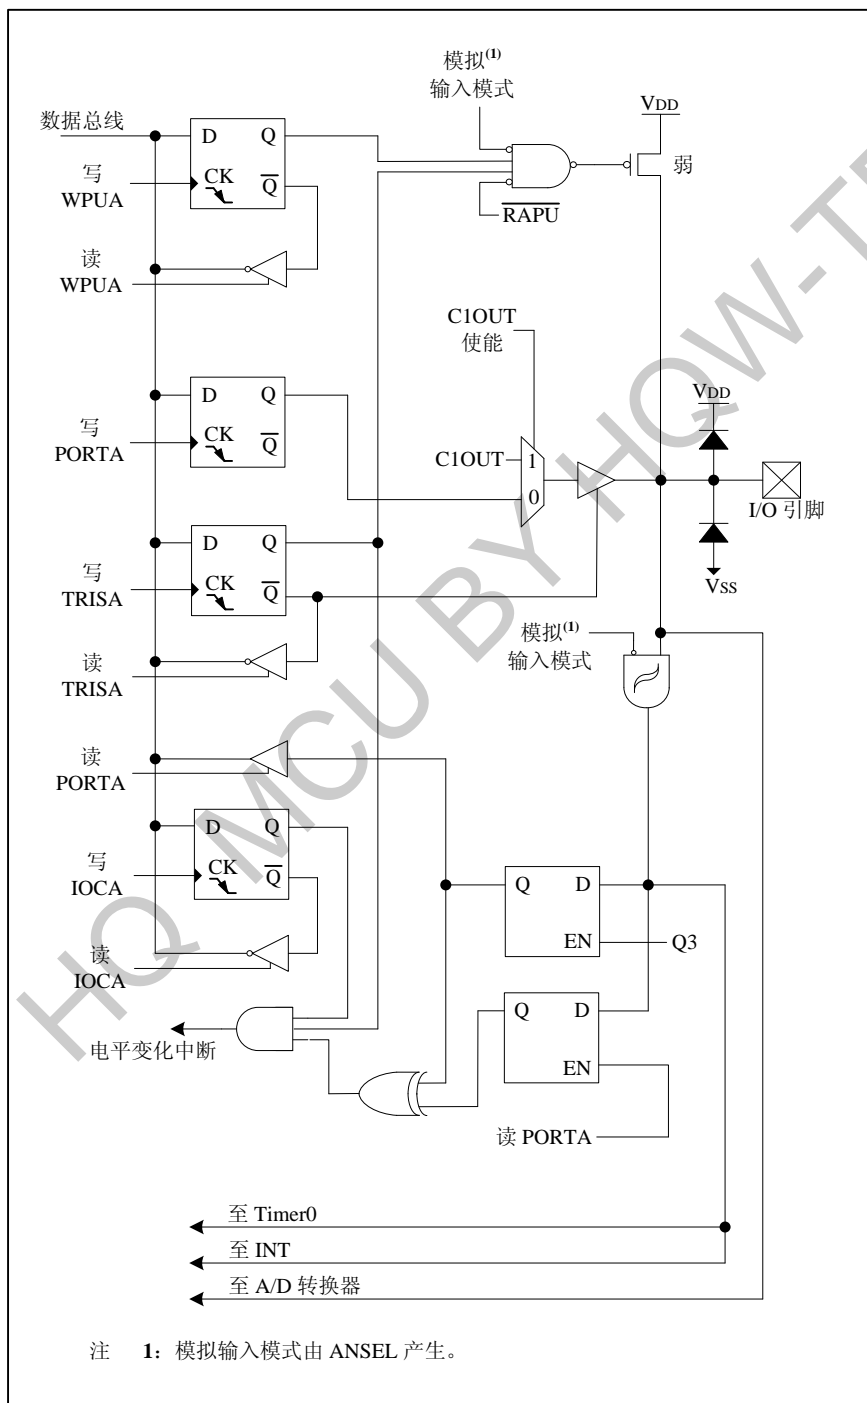 模拟(1)
输入模式
VDD
数据总线
D Q
弱
写
WPUA
CK Q
RAPU
读
WPUA
C1OUT
使能
D Q
VDD
写
PORTA
CK Q
C1OUT
1
0
I/O 引脚
D Q
写
TRISA
CK Q
VSS
模拟(1)
输入模式
读
TRISA
读
PORTA
D Q
写
IOCA
CK Q
Q D
EN
Q3
读
IOCA
Q D
EN
电平变化中断
读 PORTA
至 Timer0
至 INT
至 A/D 转换器
注 1: 模拟输入模式由 ANSEL 产生。
HQ MCU BY HQW-T